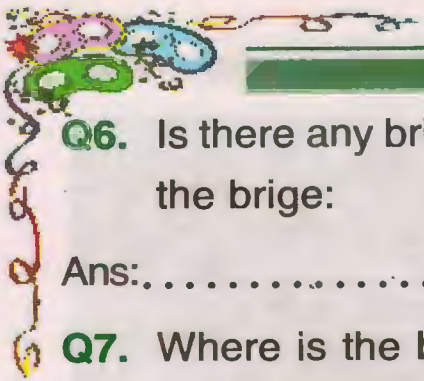 Q6. Is there any bri
the brige:
Ans:..................
Q7. Where is the b